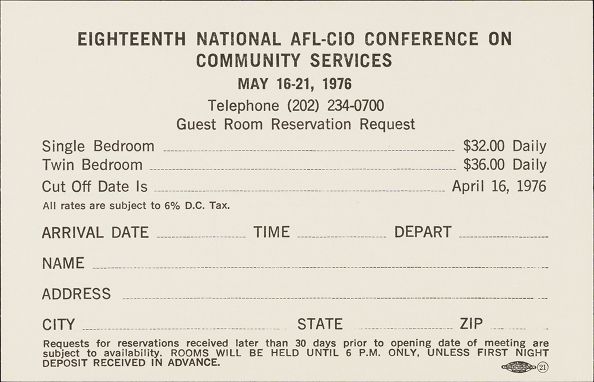 EIGHTEENTH NATIONAL AFL-CIO CONFERENCE ON
COMMUNITY SERVICES
MAY 16-21, 1976
Telephone (202) 234-0700
Guest Room Reservation Request
Single Bedroom $32.00 Daily
Twin Bedroom $36.00 Daily
Cut Off Date Is April 16, 1976
All rates are subject to 6% D.C. Tax.
ARRIVAL DATE TIME DEPART
NAME
ADDRESS
CITY STATE ZIP
Requests for reservations received later than 30 days prior to opening date of meeting are
subject to availability. ROOMS WILL BE HELD UNTIL 6 P.M. ONLY, UNLESS FIRST NIGHT
DEPOSIT RECEIVED IN ADVANCE.
21